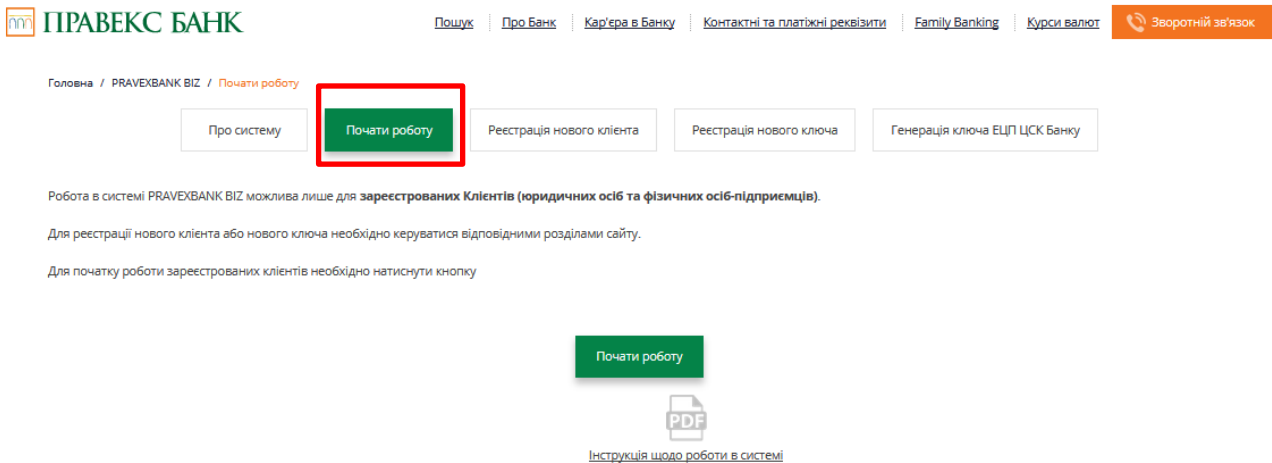 ПРАВЕКС БАНК
Пошук Про Банк Кар'єра в Банку Контактні та платіжні реквізити Family Banking Курси валют Зворотній зв'язок
Головна / PRAVEXBANK BIZ / Почати роботу
Про систему Почати роботу Реєстрація нового клієнта Реєстрація нового ключа Генерація ключа ЕЦП ЦСК Банку
Робота в системі PRAVEXBANK BIZ можлива лише для зареєстрованих Клієнтів (юридичних осіб та фізичних осіб-підприємців).
Для реєстрації нового клієнта або нового ключа необхідно керуватися відповідними розділами сайту.
Для початку роботи зареєстрованих клієнтів необхідно натиснути кнопку
Почати роботу
PDF
Інструкція щодо роботи в системі